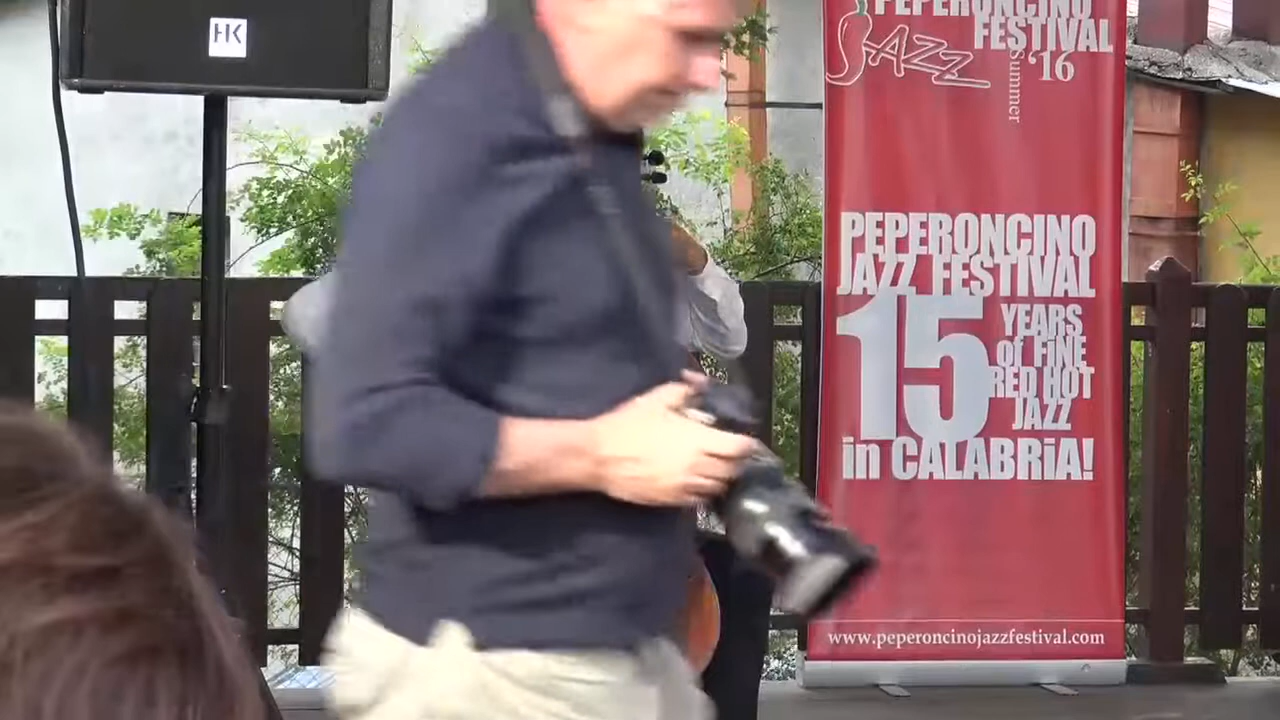 HK
PEPERONCINO
JAZZ FESTIVAL
Summer '16
PEPERONCINO
JAZZ FESTIVAL
15 YEARS
of FiNE
RED HOT
JAZZ
in CALABRiA!
www.peperoncinojazzfestival.com